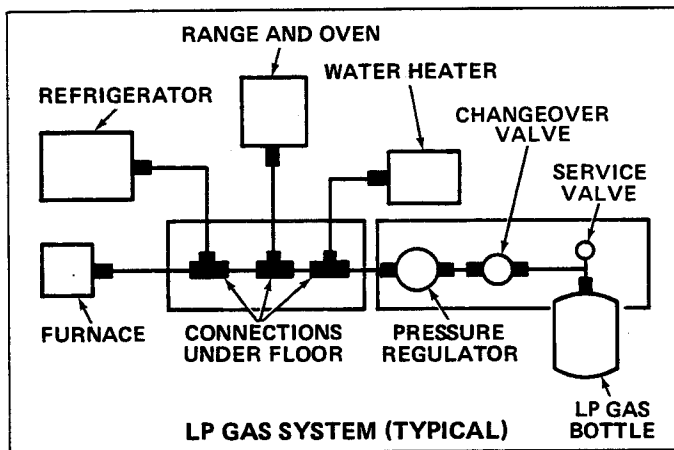 RANGE AND OVEN
WATER HEATER
REFRIGERATOR
CHANGEOVER
VALVE
SERVICE
VALVE
FURNACE
CONNECTIONS
UNDER FLOOR
PRESSURE
REGULATOR
LP GAS
BOTTLE
LP GAS SYSTEM (TYPICAL)